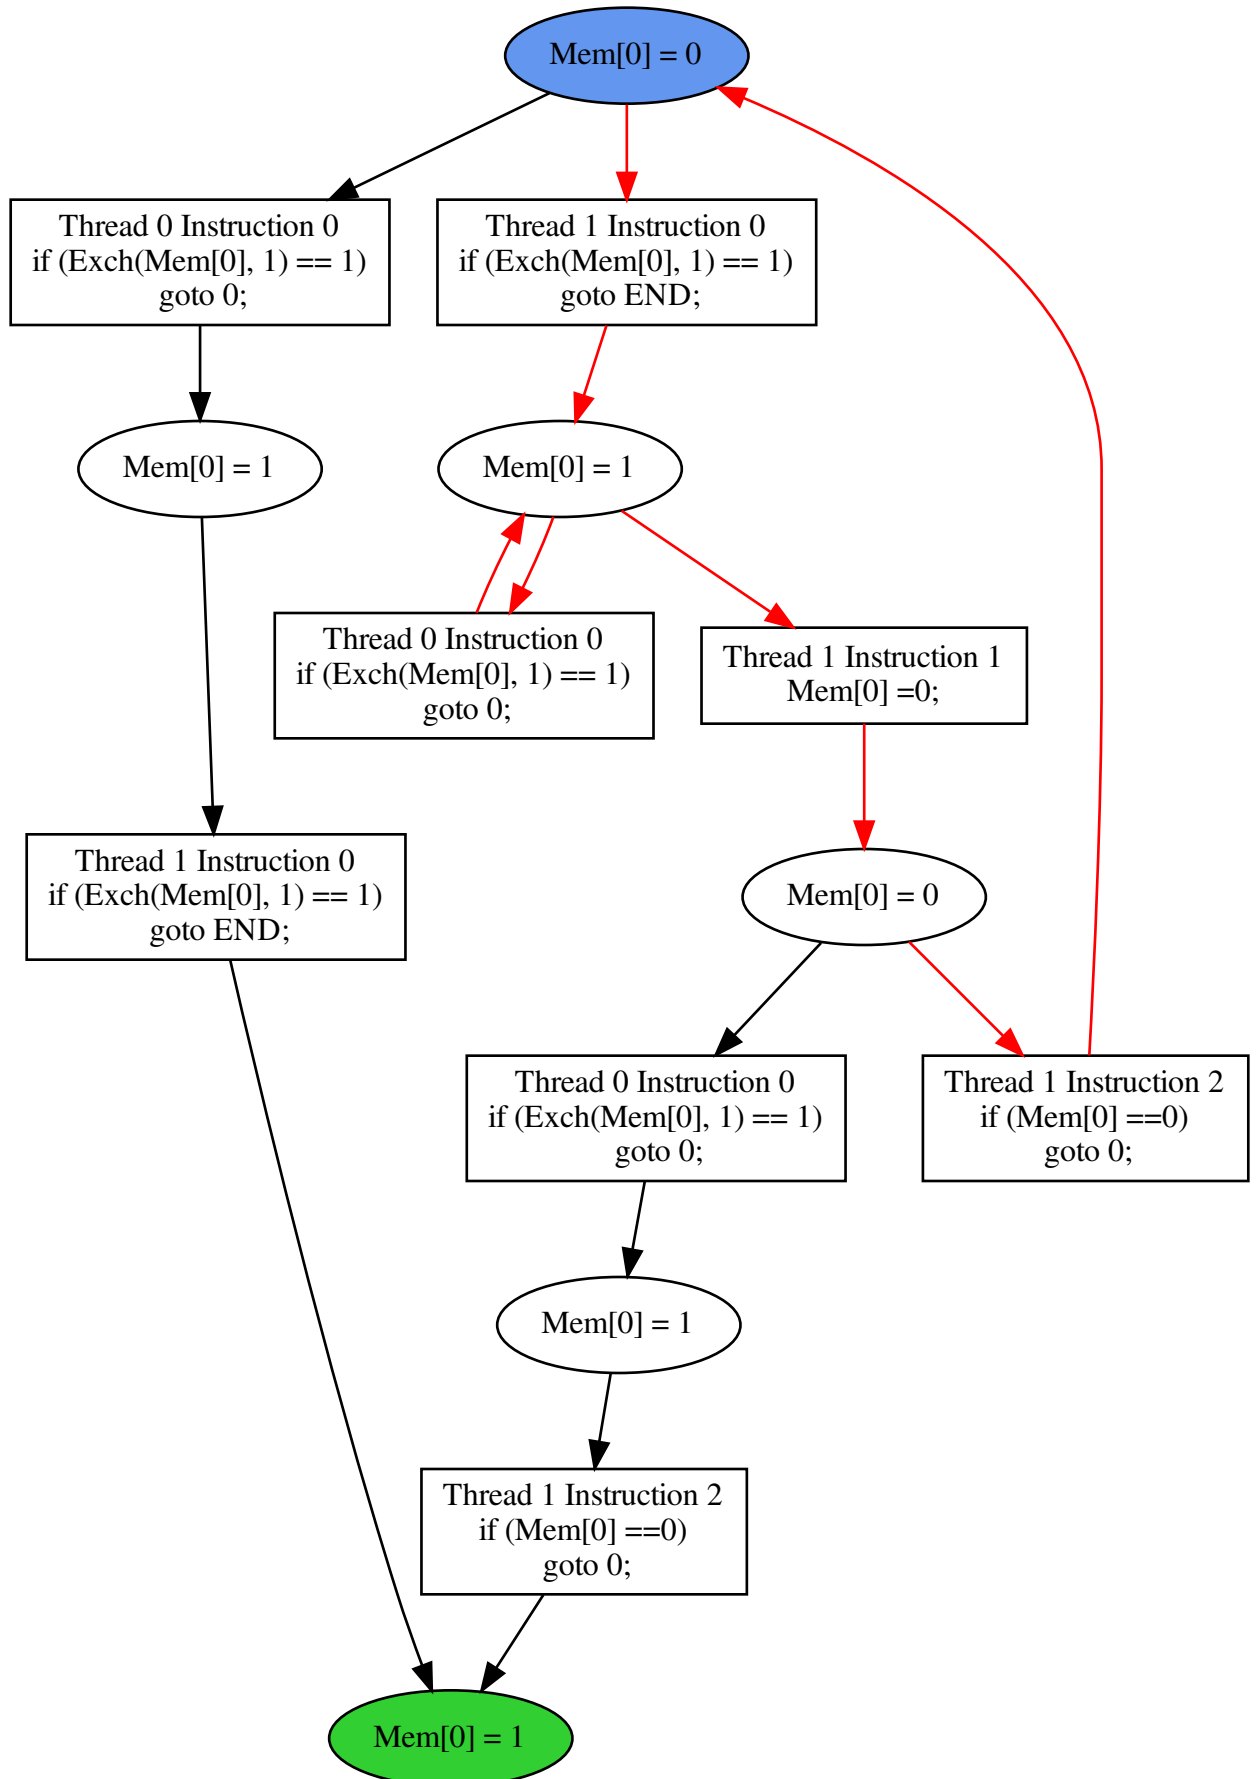 Mem[0] = 0
Thread 0 Instruction 0
if (Exch(Mem[0], 1) == 1)
goto 0;
Thread 1 Instruction 0
if (Exch(Mem[0], 1) == 1)
goto END;
Mem[0] = 1
Mem[0] = 1
Thread 0 Instruction 0
if (Exch(Mem[0], 1) == 1)
goto 0;
Thread 1 Instruction 1
Mem[0] =0;
Thread 1 Instruction 0
if (Exch(Mem[0], 1) == 1)
goto END;
Mem[0] = 0
Thread 0 Instruction 0
if (Exch(Mem[0], 1) == 1)
goto 0;
Thread 1 Instruction 2
if (Mem[0] ==0)
goto 0;
Mem[0] = 1
Thread 1 Instruction 2
if (Mem[0] ==0)
goto 0;
Mem[0] = 1